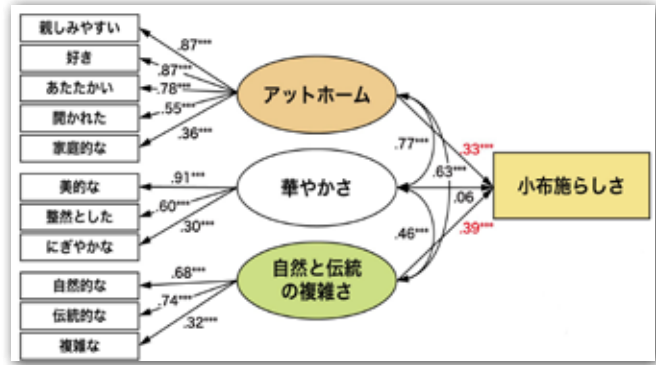 親しみやすい
好き
あたたかい
開かれた
家庭的な
美的な
整然とした
にぎやかな
自然的な
伝統的な
複雑な
.87***
.87***
.78***
.55***
.36***
.91***
.60***
.30***
.68***
.74***
.32***
アットホーム
華やかさ
自然と伝統
の複雑さ
.77***
.63***
.46***
.33***
.06
.39***
小布施らしさ